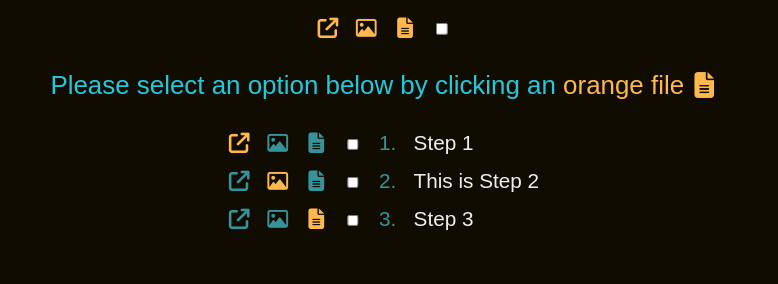 Please select an option below by clicking an orange file
1. Step 1
2. This is Step 2
3. Step 3